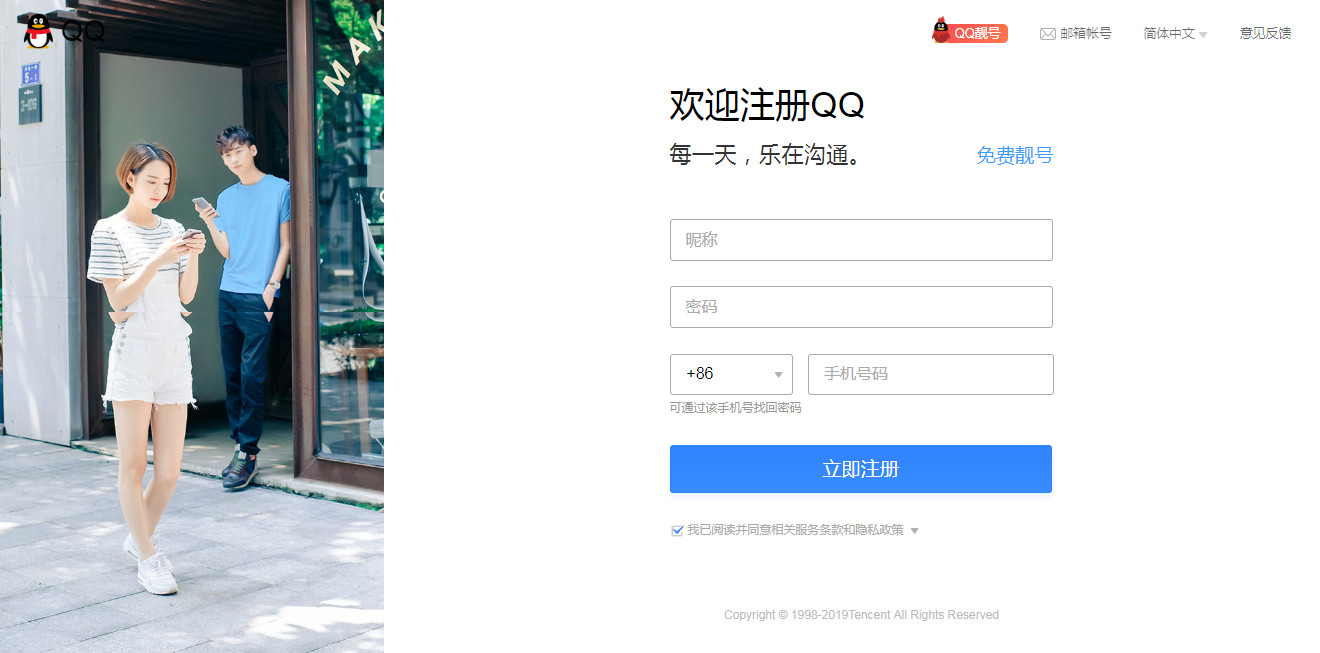 QQ
QQ靓号
邮箱帐号
简体中文
意见反馈
5-1
3-106
MAK
欢迎注册QQ
每一天，乐在沟通。
免费靓号
昵称
密码
+86
手机号码
可通过该手机号找回密码
立即注册
我已阅读并同意相关服务条款和隐私政策
Copyright © 1998-2019Tencent All Rights Reserved